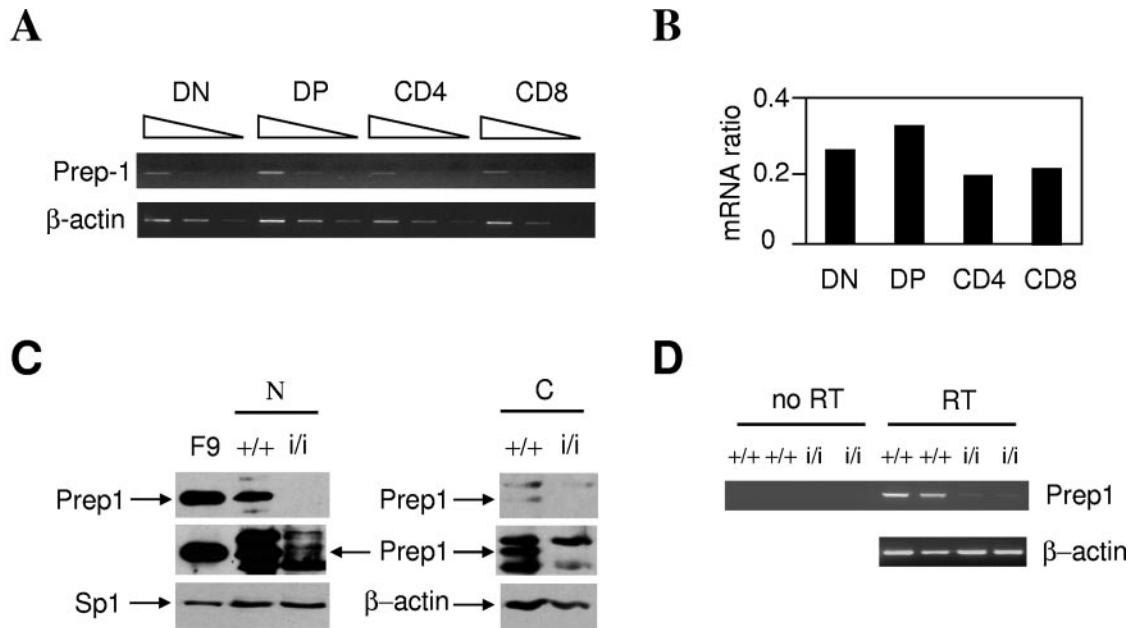 A
DN DP CD4 CD8
Prep-1
β-actin
B
mRNA ratio
0.4
0.2
0
DN DP CD4 CD8
C
N
F9 +/+ i/i
Prep1
Prep1
Sp1
C
+/+ i/i
Prep1
β–actin
D
no RT RT
+/+ +/+ i/i i/i +/+ +/+ i/i i/i
Prep1
β–actin